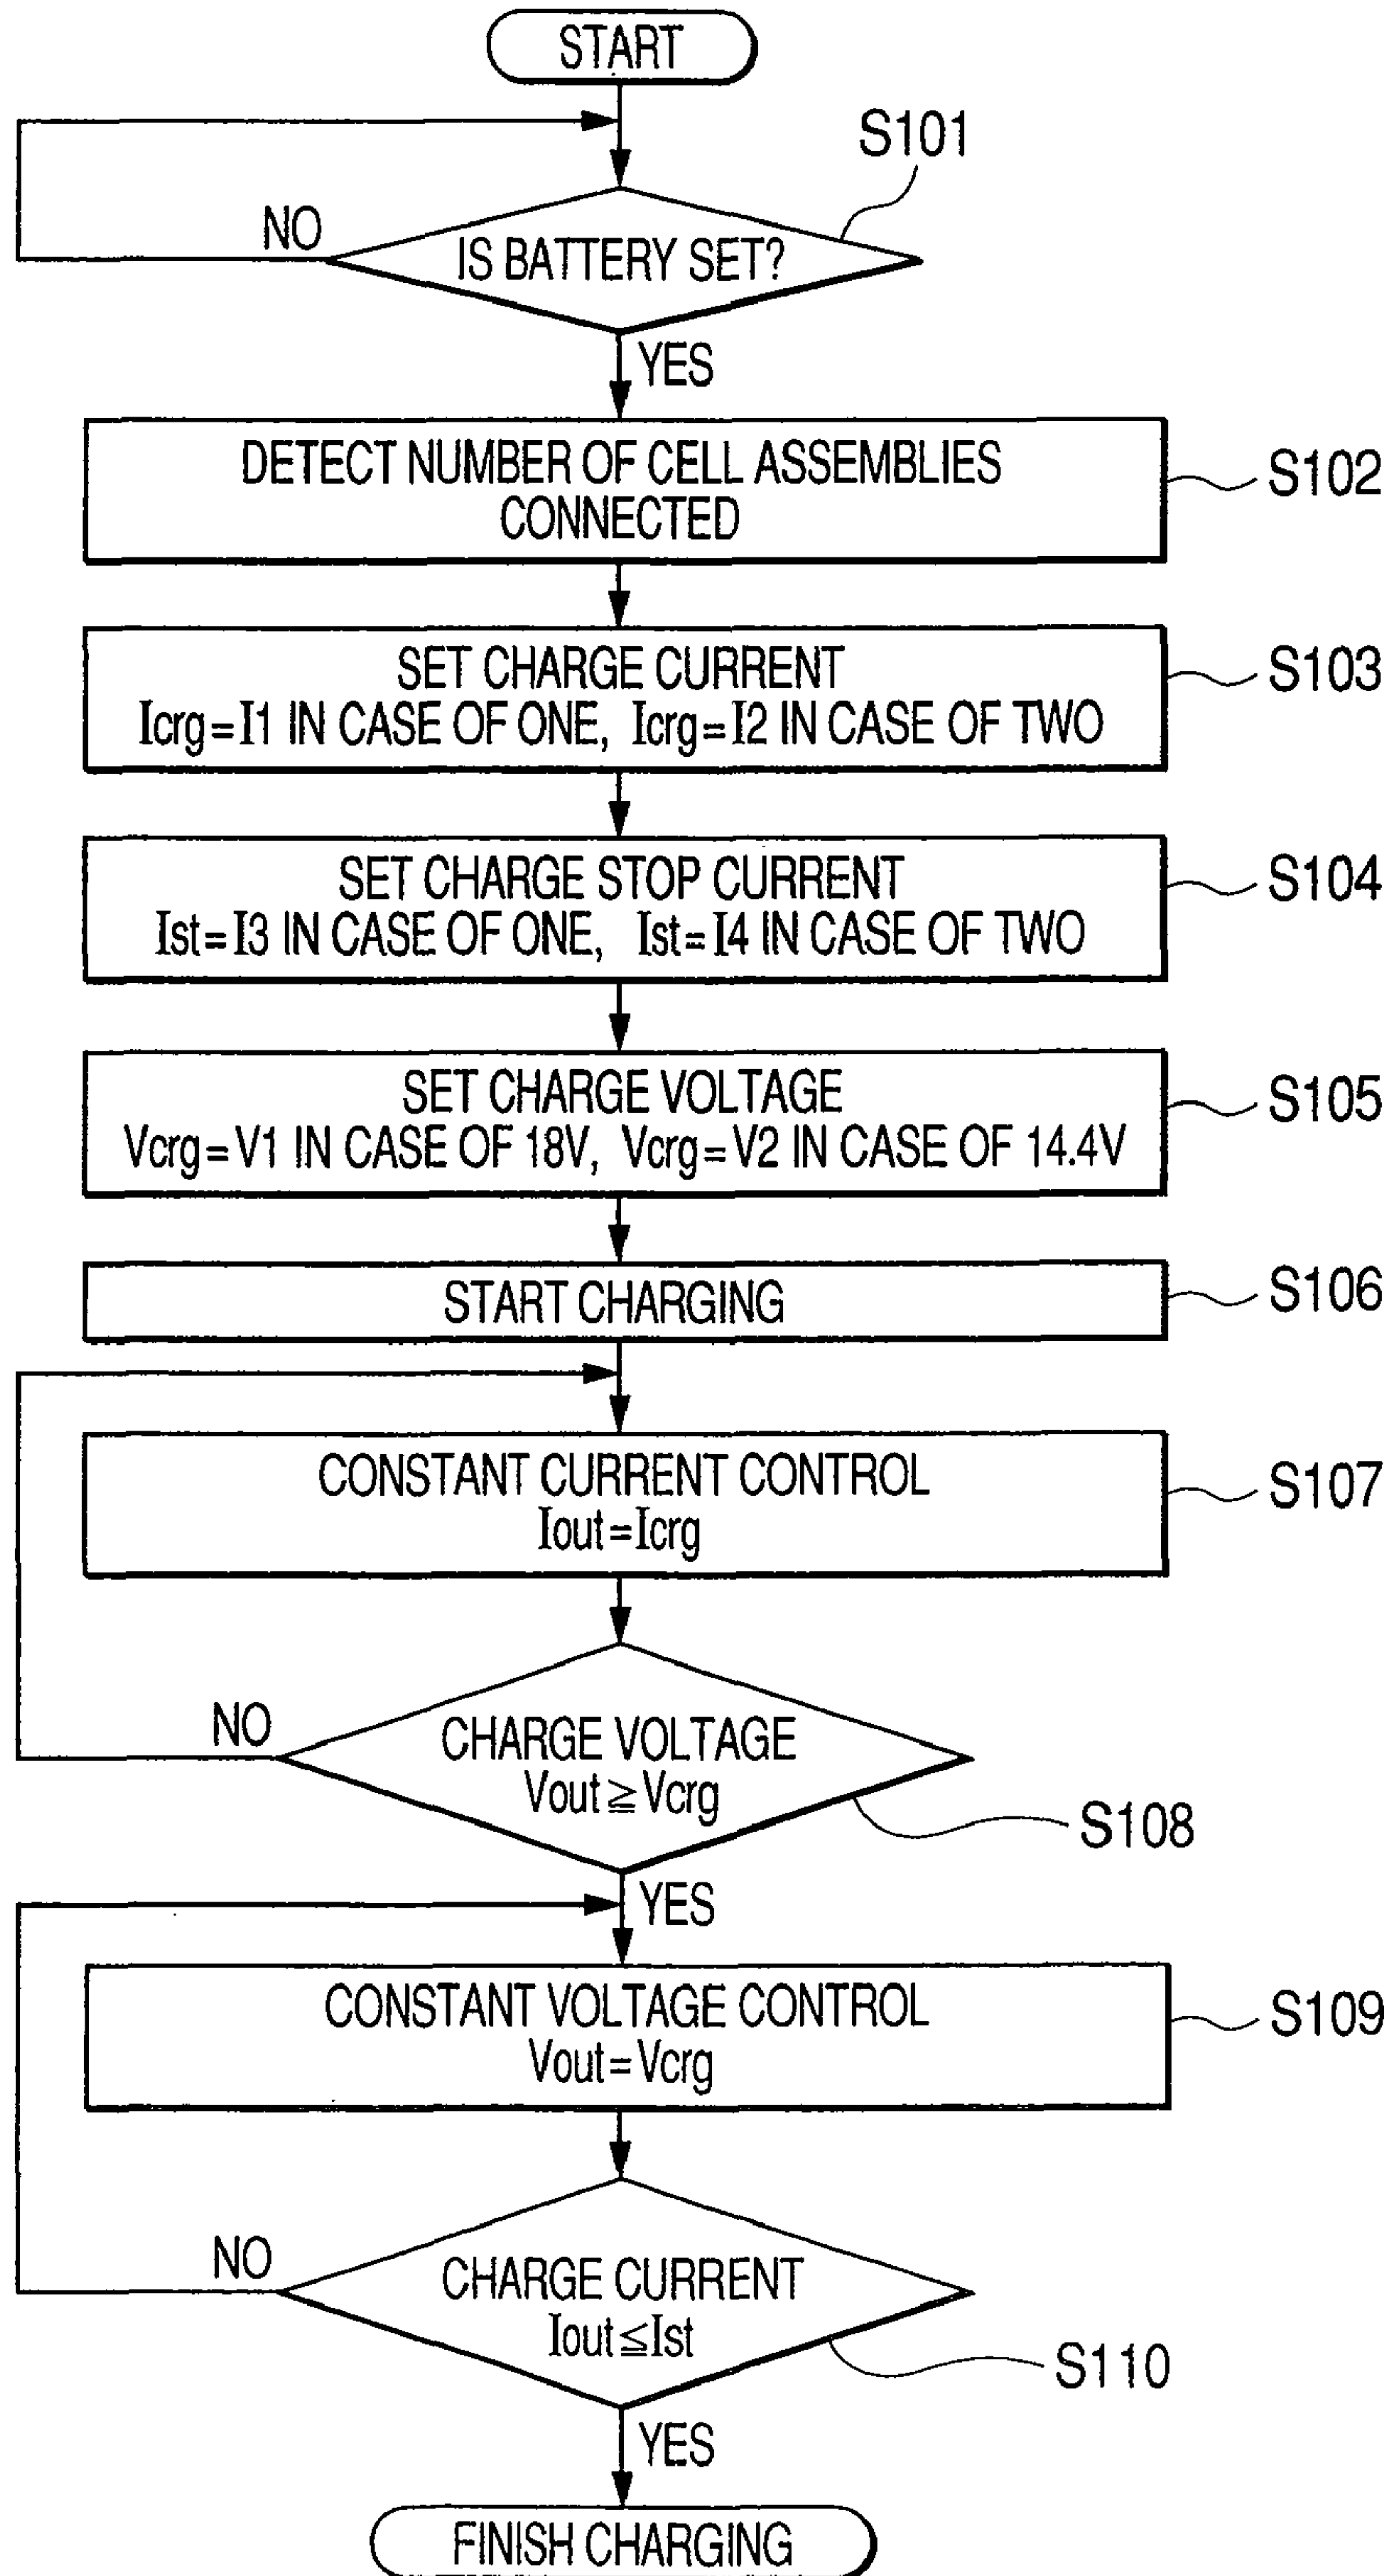 START
S101
NO
IS BATTERY SET?
YES
DETECT NUMBER OF CELL ASSEMBLIES
CONNECTED
S102
SET CHARGE CURRENT
Icrg=I1 IN CASE OF ONE, Icrg=I2 IN CASE OF TWO
S103
SET CHARGE STOP CURRENT
Ist=I3 IN CASE OF ONE, Ist=I4 IN CASE OF TWO
S104
SET CHARGE VOLTAGE
Vcrg=V1 IN CASE OF 18V, Vcrg=V2 IN CASE OF 14.4V
S105
START CHARGING
S106
CONSTANT CURRENT CONTROL
Iout=Icrg
S107
NO
CHARGE VOLTAGE
Vout≧Vcrg
S108
YES
CONSTANT VOLTAGE CONTROL
Vout=Vcrg
S109
NO
CHARGE CURRENT
Iout≦Ist
S110
YES
FINISH CHARGING